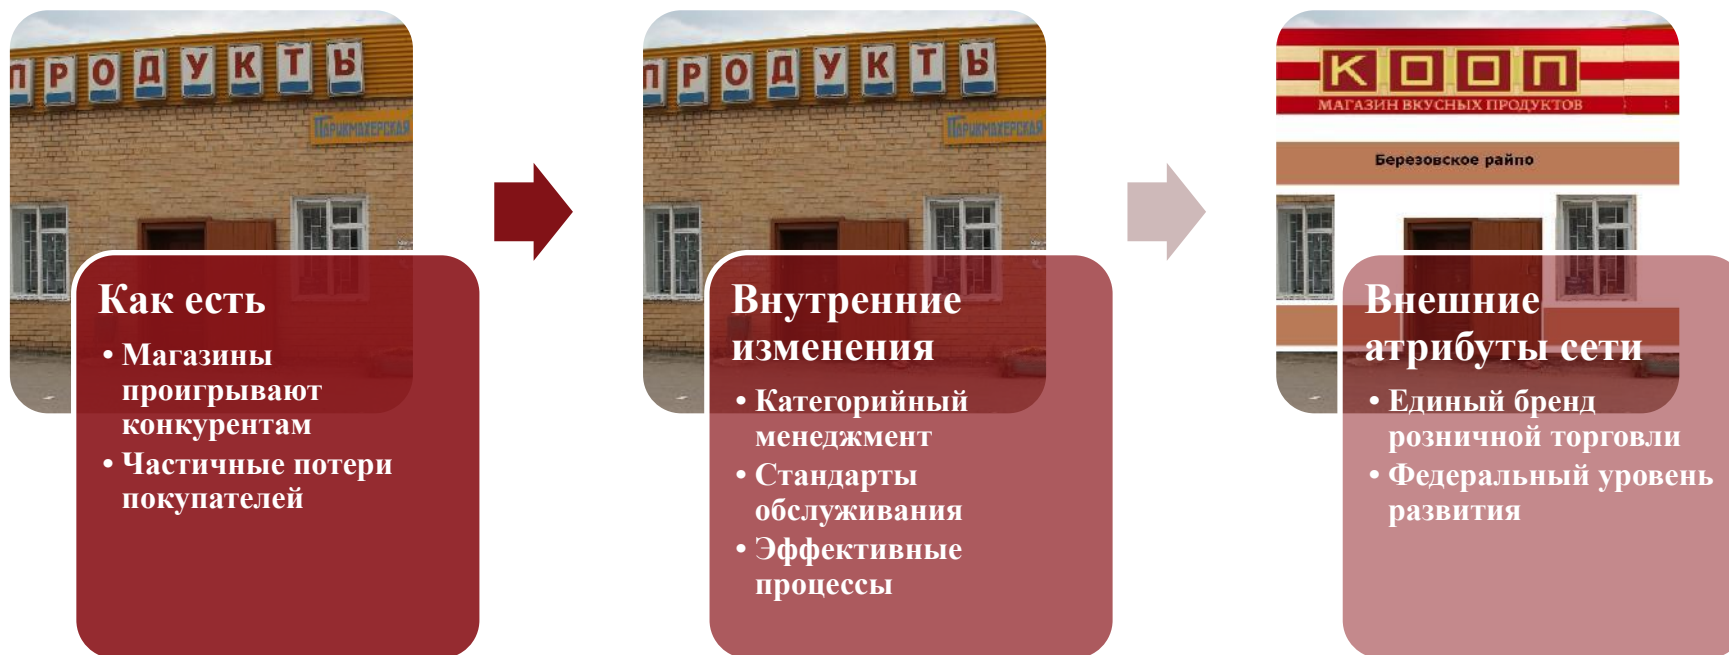 ПРОДУКТЫ
Парикмахерская
Как есть
• Магазины
проигрывают
конкурентам
• Частичные потери
покупателей
ПРОДУКТЫ
Парикмахерская
Внутренние
изменения
• Категорийный
менеджмент
• Стандарты
обслуживания
• Эффективные
процессы
КООП
МАГАЗИН ВКУСНЫХ ПРОДУКТОВ
Березовское райпо
Внешние
атрибуты сети
• Единый бренд
розничной торговли
• Федеральный уровень
развития